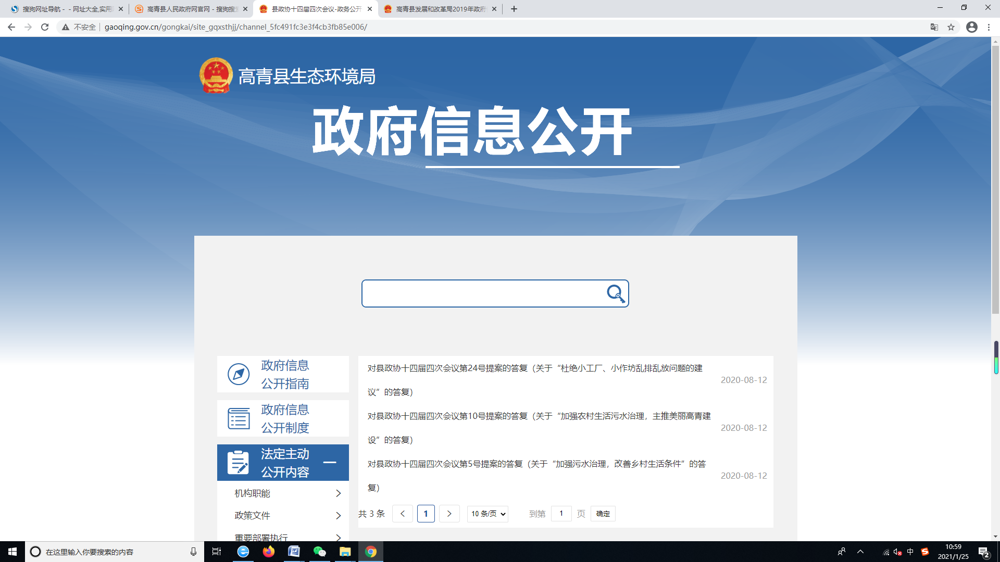 搜狗网址导航 - - 网址大全,实用
高青县人民政府网官网 - 搜狗搜
县政协十四届四次会议-政务公开
高青县发展和改革局2019年政府
不安全
gaoqing.gov.cn/gongkai/site_gqxsthjj/channel_5fc491fc3e3f4cb3fb85e006/
高青县生态环境局
政府信息公开
政府信息
公开指南
政府信息
公开制度
法定主动
公开内容
机构职能
政策文件
重要部署执行
对县政协十四届四次会议第24号提案的答复（关于“杜绝小工厂、小作坊乱排乱放问题的建
议”的答复）
2020-08-12
对县政协十四届四次会议第10号提案的答复（关于“加强农村生活污水治理，主推美丽高青建
设”的答复）
2020-08-12
对县政协十四届四次会议第5号提案的答复（关于“加强污水治理，改善乡村生活条件”的答
复）
2020-08-12
共 3 条 1 10 条/页 到第 1 页 确定
在这里输入你要搜索的内容
中
10:59
2021/1/25
2